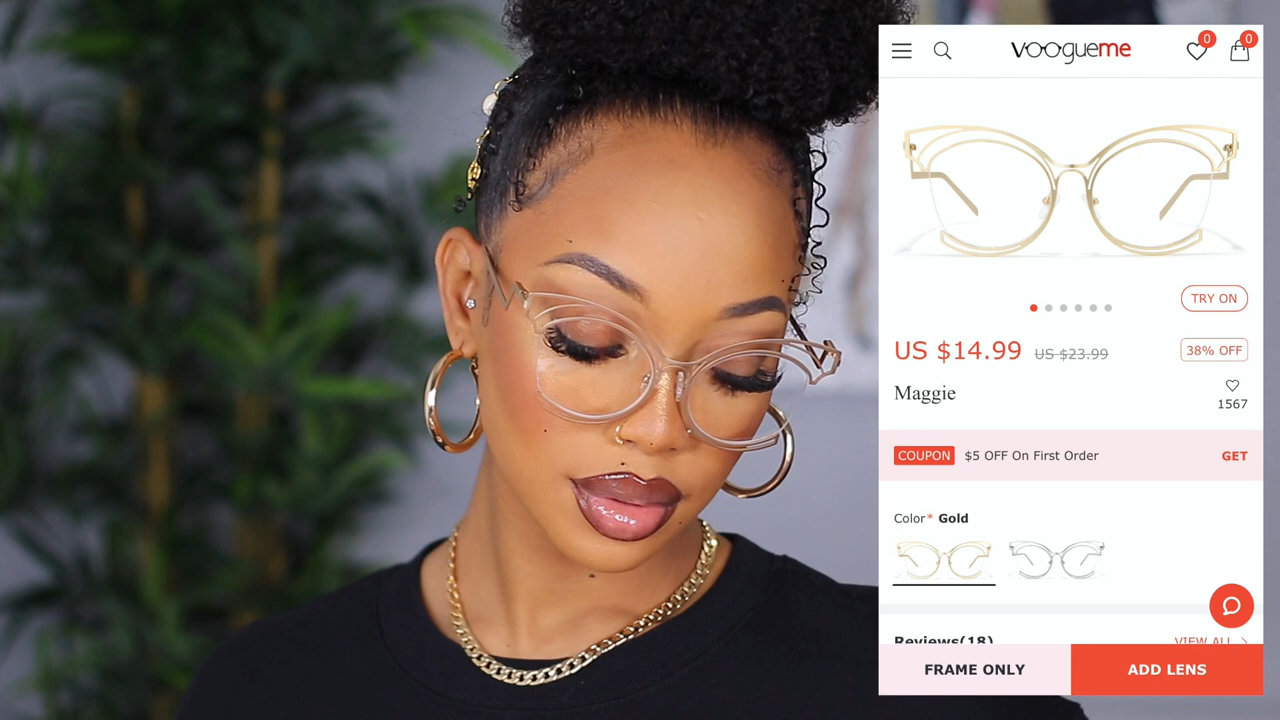 voogueme
0
0
TRY ON
US $14.99 US $23.99 38% OFF
Maggie
1567
COUPON $5 OFF On First Order GET
Color* Gold
Reviews(18) VIEW ALL >
FRAME ONLY ADD LENS